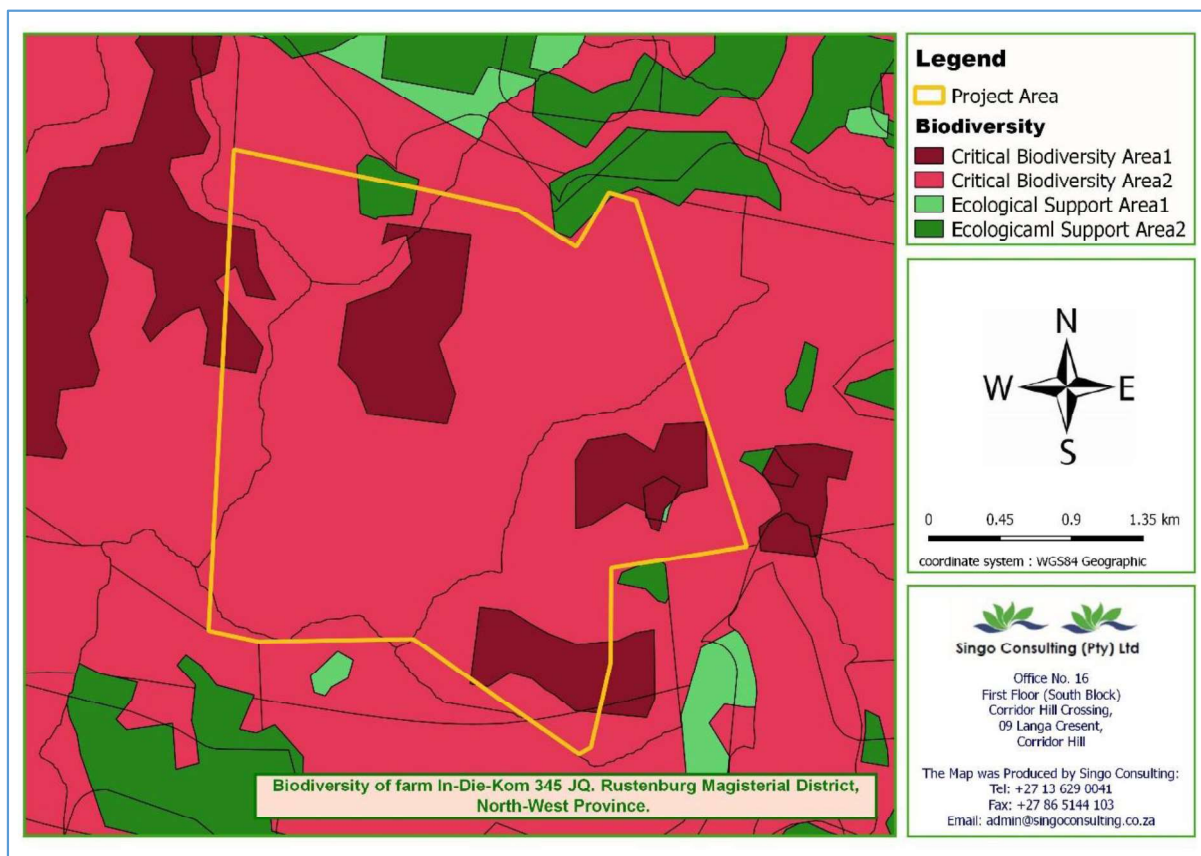 Legend
Project Area
Biodiversity
Critical Biodiversity Area1
Critical Biodiversity Area2
Ecological Support Area1
Ecologicaml Support Area2
N
W E
S
0 0.45 0.9 1.35 km
coordinate system : WGS84 Geographic
Singo Consulting (Pty) Ltd
Office No. 16
First Floor (South Block)
Corridor Hill Crossing,
09 Langa Cresent,
Corridor Hill
The Map was Produced by Singo Consulting:
Tel: +27 13 629 0041
Fax: +27 86 5144 103
Email: admin@singoconsulting.co.za
Biodiversity of farm In-Die-Kom 345 JQ. Rustenburg Magisterial District,
North-West Province.